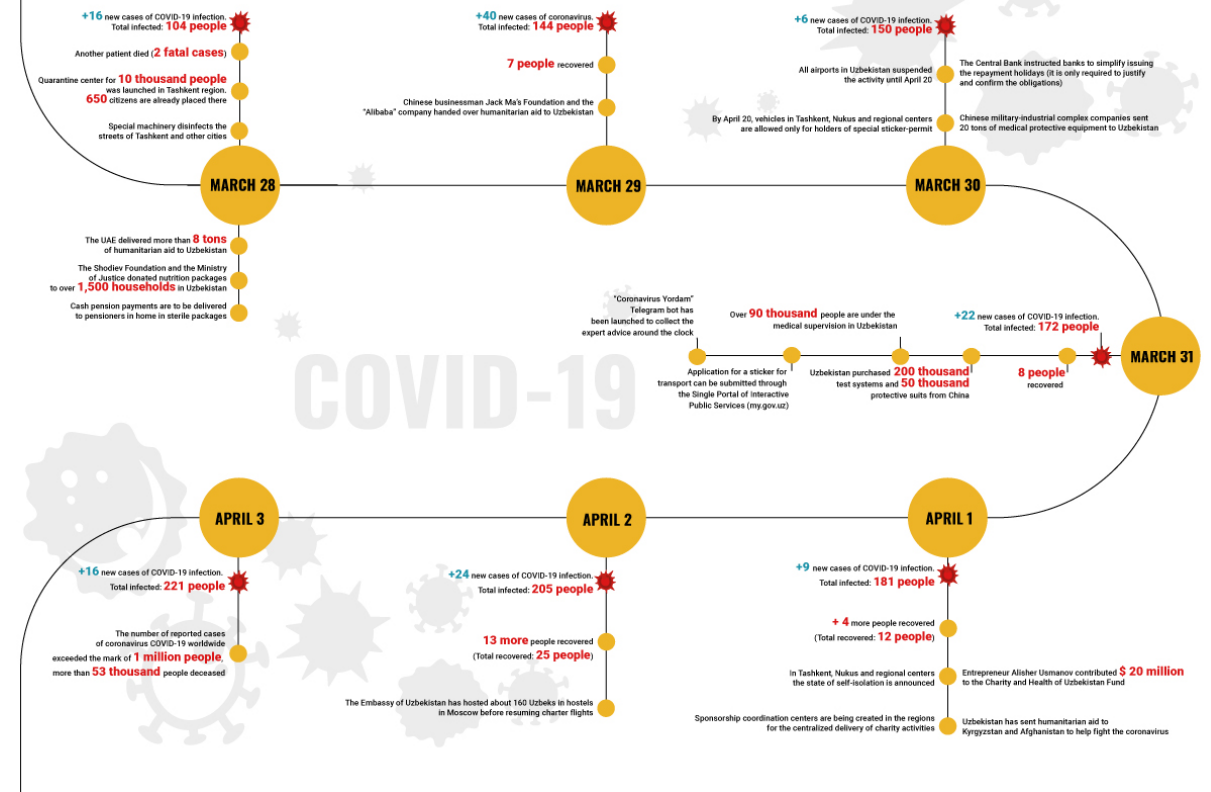 +16 new cases of COVID-19 infection.
Total infected: 104 people
Another patient died (2 fatal cases)
Quarantine center for 10 thousand people
was launched in Tashkent region.
650 citizens are already placed there
Special machinery disinfects the
streets of Tashkent and other cities
MARCH 28
The UAE delivered more than 8 tons
of humanitarian aid to Uzbekistan
The Shodiev Foundation and the Ministry
of Justice donated nutrition packages
to over 1,500 households in Uzbekistan
Cash pension payments are to be delivered
to pensioners in home in sterile packages
+40 new cases of coronavirus.
Total infected: 144 people
7 people recovered
Chinese businessman Jack Ma's Foundation and the
"Alibaba" company handed over humanitarian aid to Uzbekistan
MARCH 29
+6 new cases of COVID-19 infection.
Total infected: 150 people
All airports in Uzbekistan suspended
the activity until April 20
The Central Bank instructed banks to simplify issuing
the repayment holidays (it is only required to justify
and confirm the obligations)
By April 20, vehicles in Tashkent, Nukus and regional centers
are allowed only for holders of special sticker-permit
Chinese military-industrial complex companies sent
20 tons of medical protective equipment to Uzbekistan
MARCH 30
MARCH 31
+22 new cases of COVID-19 infection.
Total infected: 172 people
8 people
recovered
Over 90 thousand people are under the
medical supervision in Uzbekistan
Uzbekistan purchased 200 thousand
test systems and 50 thousand
protective suits from China
"Coronavirus Yordam"
Telegram bot has
been launched to collect the
expert advice around the clock
Application for a sticker for
transport can be submitted through
the Single Portal of Interactive
Public Services (my.gov.uz)
COVID-19
APRIL 1
+9 new cases of COVID-19 infection.
Total infected: 181 people
+ 4 more people recovered
(Total recovered: 12 people)
In Tashkent, Nukus and regional centers
the state of self-isolation is announced
Entrepreneur Alisher Usmanov contributed $ 20 million
to the Charity and Health of Uzbekistan Fund
Sponsorship coordination centers are being created in the regions
for the centralized delivery of charity activities
Uzbekistan has sent humanitarian aid to
Kyrgyzstan and Afghanistan to help fight the coronavirus
APRIL 2
+24 new cases of COVID-19 infection.
Total infected: 205 people
13 more people recovered
(Total recovered: 25 people)
The Embassy of Uzbekistan has hosted about 160 Uzbeks in hostels
in Moscow before resuming charter flights
APRIL 3
+16 new cases of COVID-19 infection.
Total infected: 221 people
The number of reported cases
of coronavirus COVID-19 worldwide
exceeded the mark of 1 million people,
more than 53 thousand people deceased